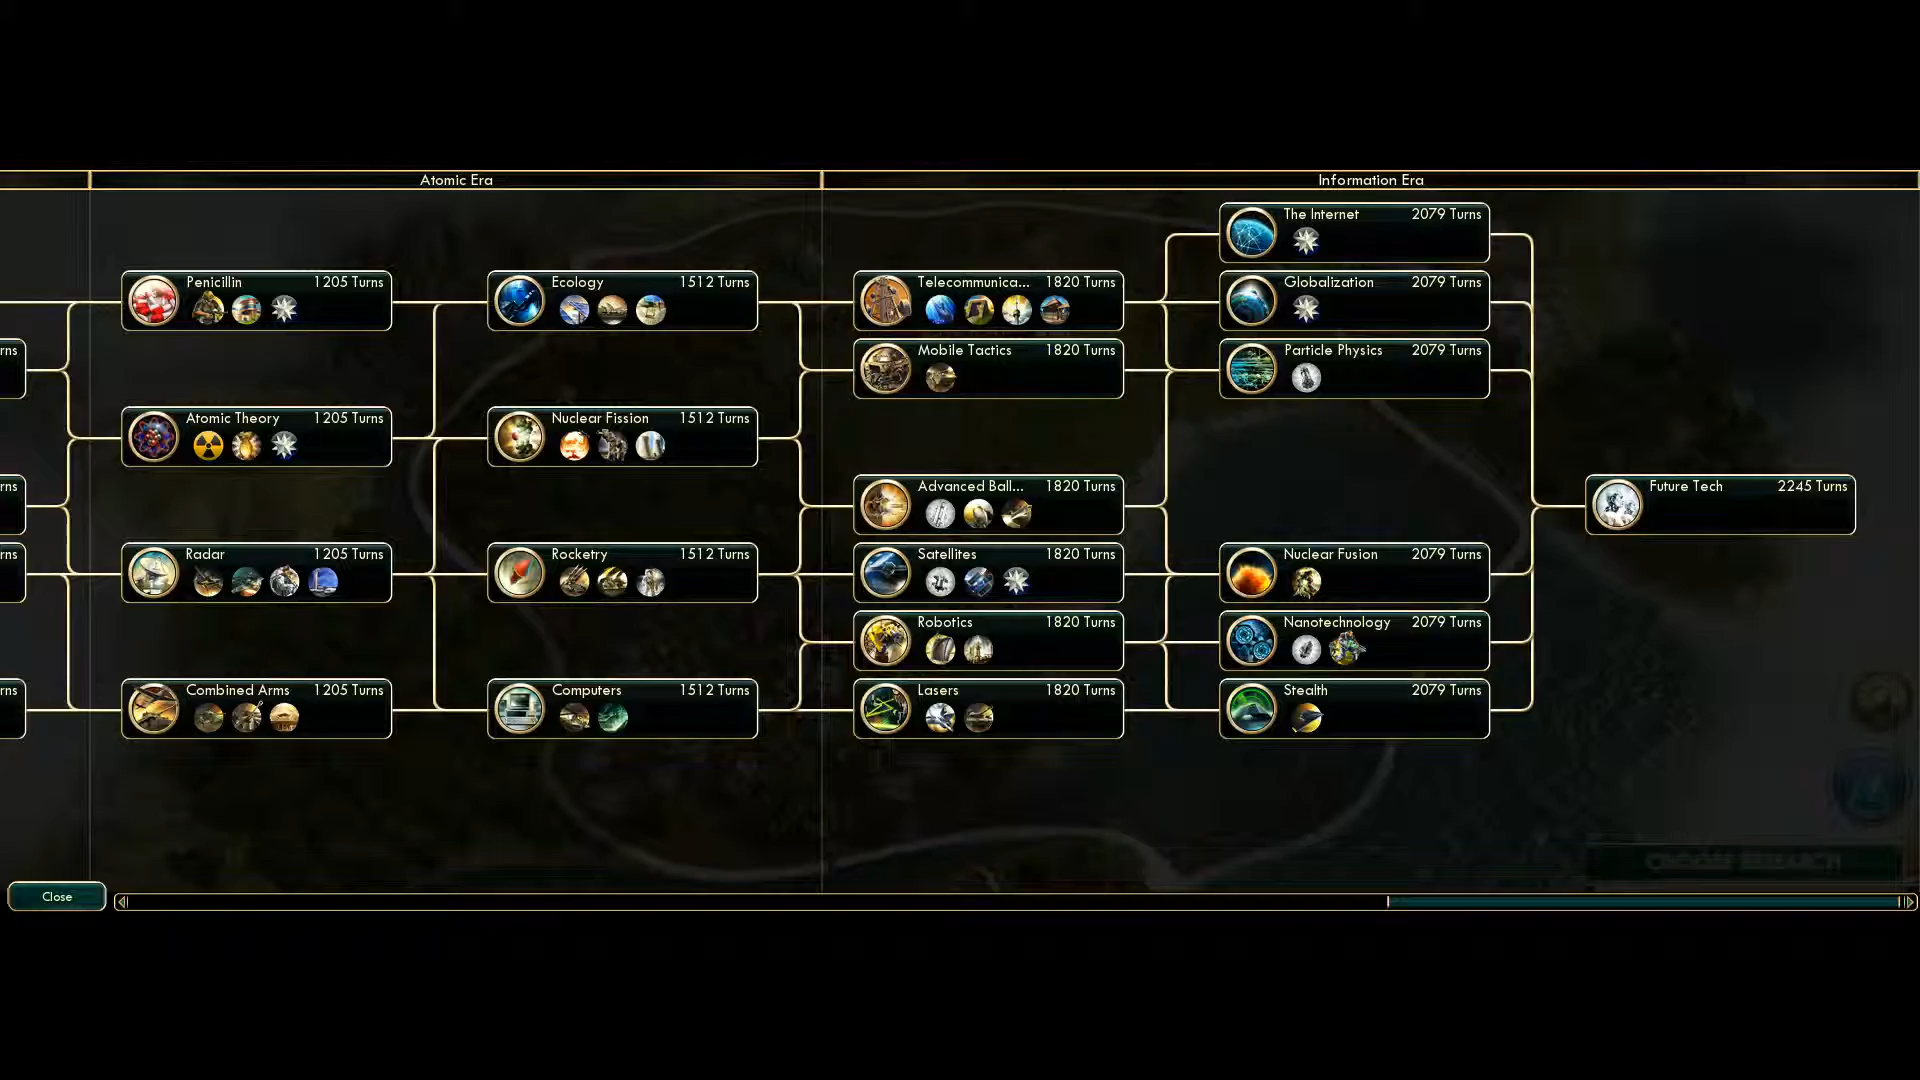 Atomic Era
Information Era
The Internet 2079 Turns
Penicillin 1205 Turns
Ecology 1512 Turns
Telecommunica... 1820 Turns
Globalization 2079 Turns
rns
Mobile Tactics 1820 Turns
Particle Physics 2079 Turns
Atomic Theory 1205 Turns
Nuclear Fission 1512 Turns
rns
Advanced Ball... 1820 Turns
Future Tech 2245 Turns
rns
Radar 1205 Turns
Rocketry 1512 Turns
Satellites 1820 Turns
Nuclear Fusion 2079 Turns
Robotics 1820 Turns
Nanotechnology 2079 Turns
rns
Combined Arms 1205 Turns
Computers 1512 Turns
Lasers 1820 Turns
Stealth 2079 Turns
CHOOSE RESEARCH
Close